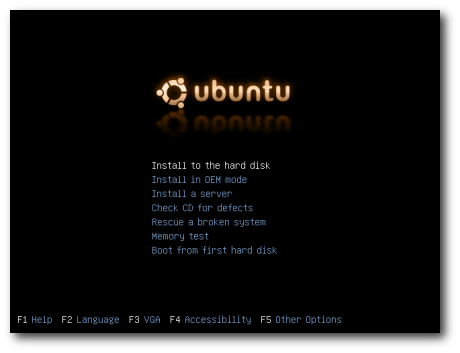 ubuntu
Install to the hard disk
Install in OEM mode
Install a server
Check CD for defects
Rescue a broken system
Memory test
Boot from first hard disk
F1 Help F2 Language F3 VGA F4 Accessibility F5 Other Options